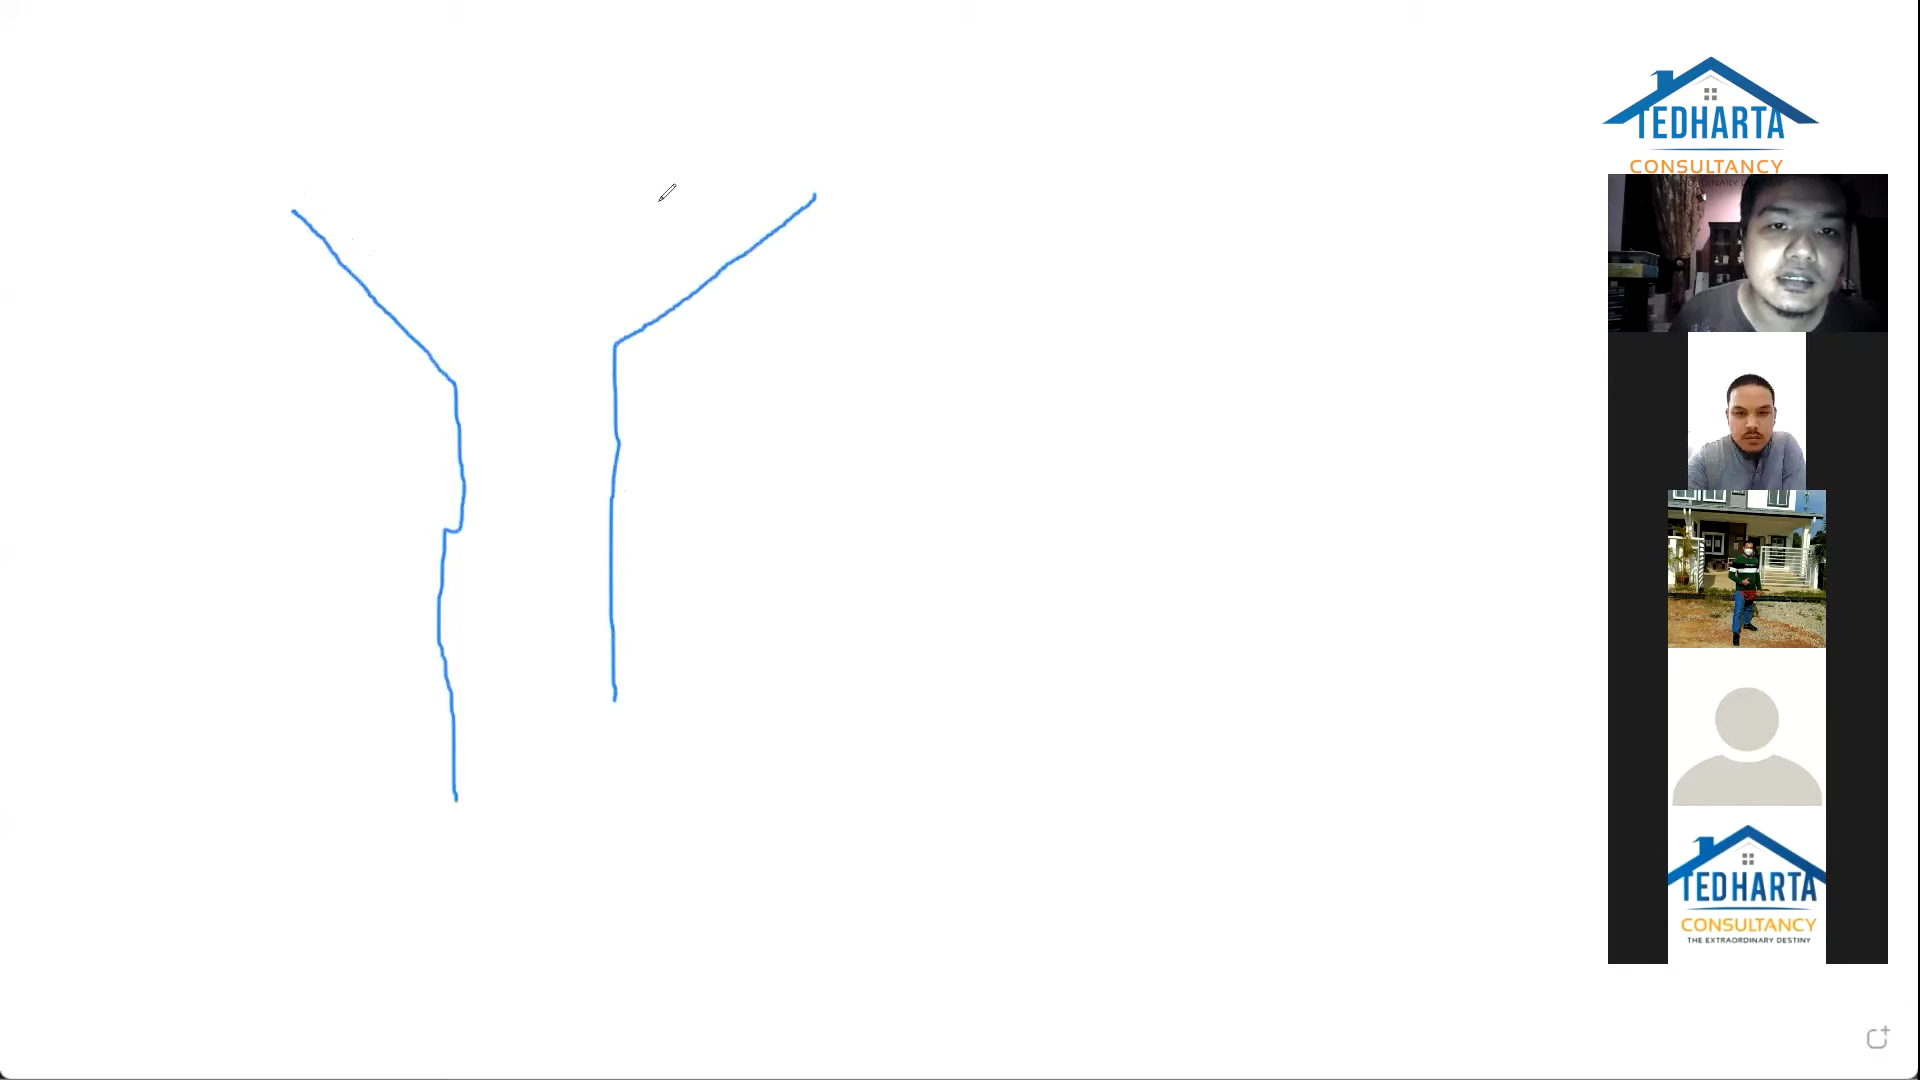 TEDHARTA
CONSULTANCY
TEDHARTA
CONSULTANCY
THE EXTRAORDINARY DESTINY